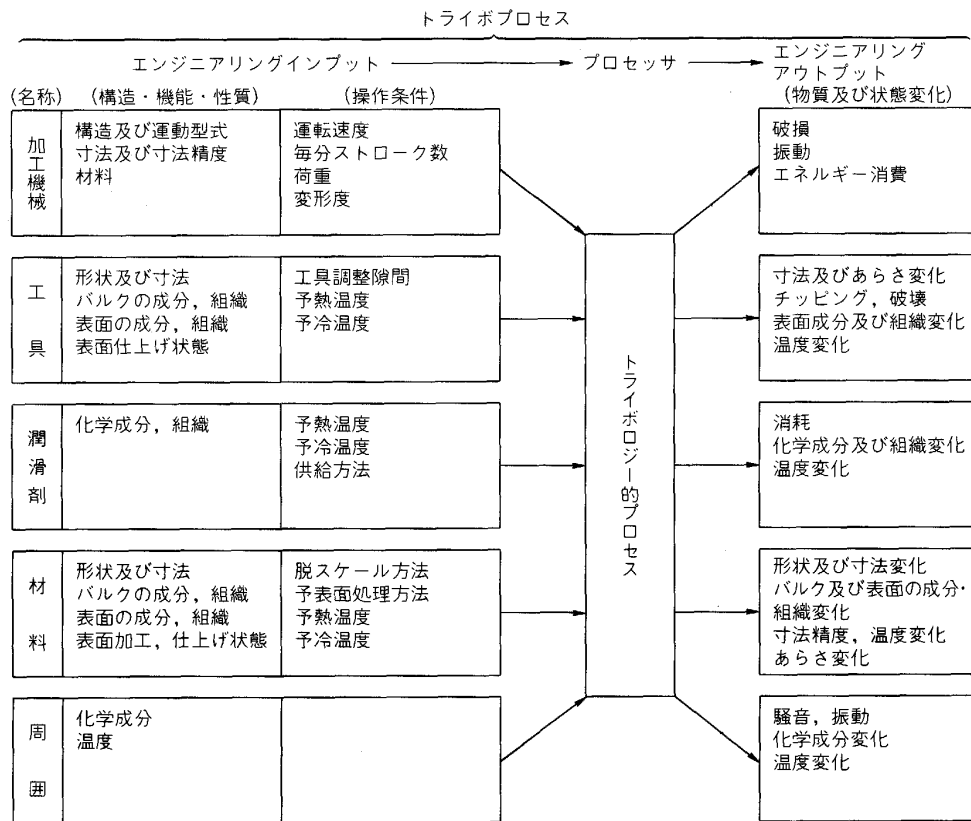 トライボプロセス
エンジニアリングインプット
プロセッサ
エンジニアリング
アウトプット
(物質及び状態変化)
(名称)
(構造・機能・性質)
(操作条件)
加工機械
構造及び運動型式
寸法及び寸法精度
材料
運転速度
毎分ストローク数
荷重
変形度
破損
振動
エネルギー消費
工具
形状及び寸法
バルクの成分,組織
表面の成分,組織
表面仕上げ状態
工具調整隙間
予熱温度
予冷温度
寸法及びあらさ変化
チッピング,破壊
表面成分及び組織変化
温度変化
潤滑剤
化学成分,組織
予熱温度
予冷温度
供給方法
トライボロジー的プロセス
消耗
化学成分及び組織変化
温度変化
材料
形状及び寸法
バルクの成分,組織
表面の成分,組織
表面加工,仕上げ状態
脱スケール方法
予表面処理方法
予熱温度
予冷温度
形状及び寸法変化
バルク及び表面の成分・
組織変化
寸法精度,温度変化
あらさ変化
周囲
化学成分
温度
騒音,振動
化学成分変化
温度変化